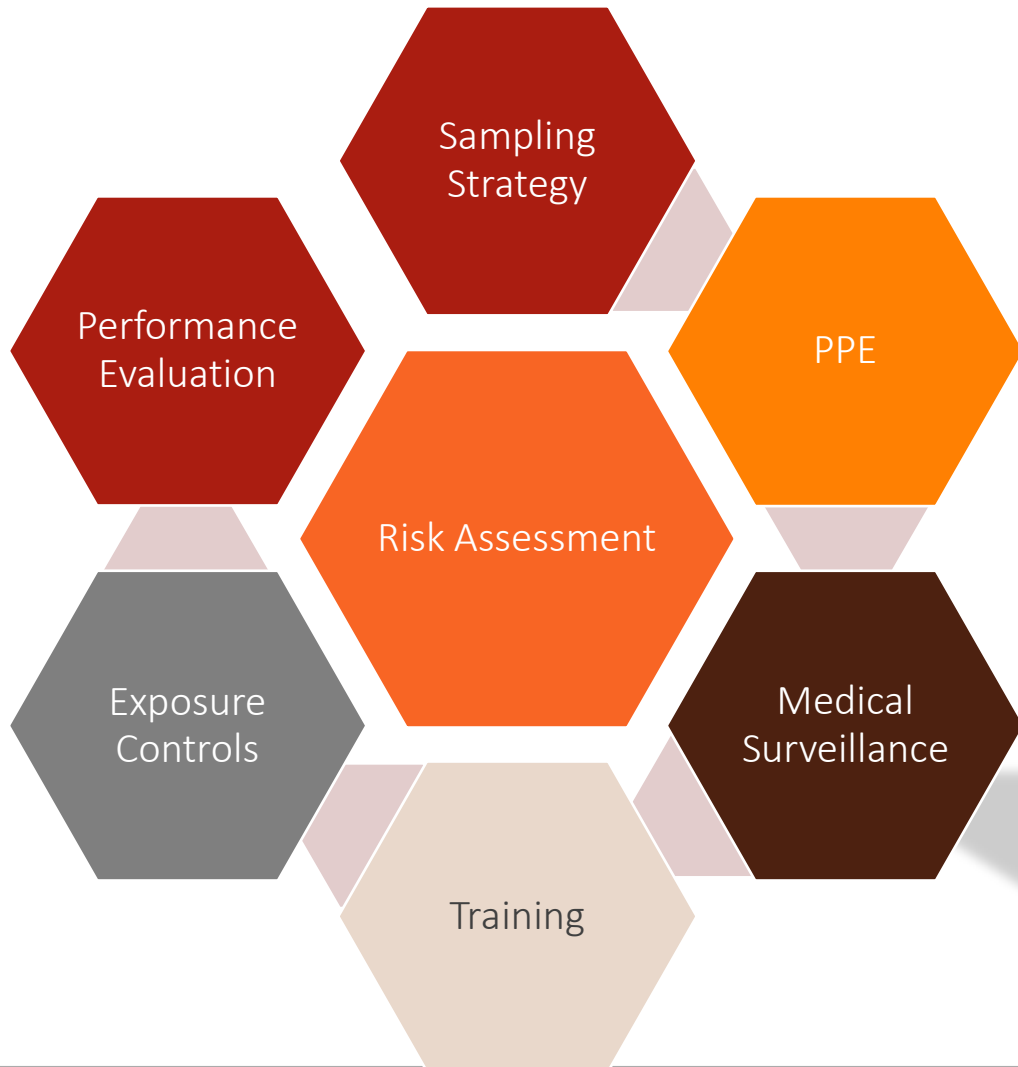 Sampling
Strategy
Performance
Evaluation
PPE
Risk Assessment
Exposure
Controls
Medical
Surveillance
Training